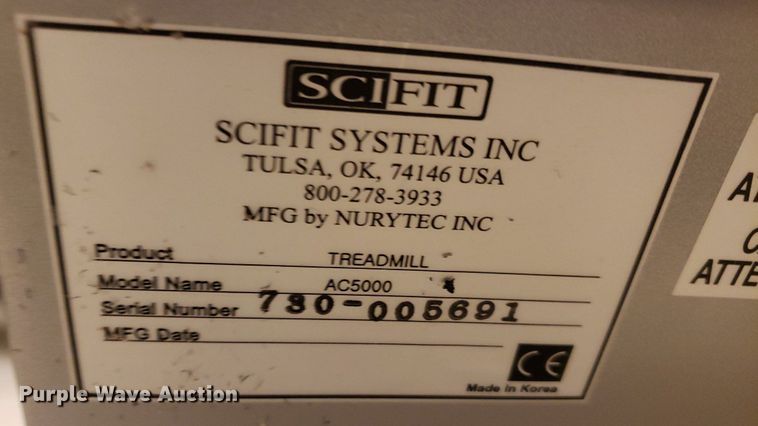 SCIFIT
SCIFIT SYSTEMS INC
TULSA, OK, 74146 USA
800-278-3933
MFG by NURYTEC INC
Product TREADMILL
Model Name AC5000
Serial Number 730-005691
MFG Date
CE
Made in Korea
ATTE
Purple Wave Auction